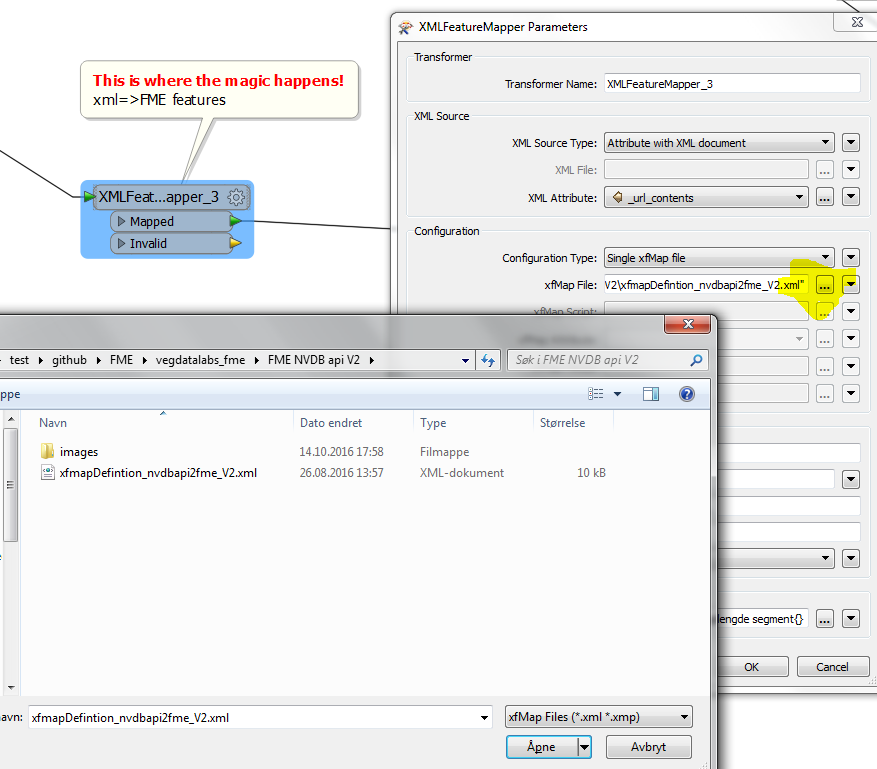 XMLFeatureMapper Parameters
Transformer
Transformer Name: XMLFeatureMapper_3
This is where the magic happens!
xml=>FME features
XML Source
XML Source Type: Attribute with XML document
XML File:
XML Attribute: _url_contents
XMLFeat...apper_3
Mapped
Invalid
Configuration
Configuration Type: Single xfMap file
xfMap File: V2\xfmapDefintion_nvdbapi2fme_V2.xml"
xfMap Script:
test github FME vegdatalabs_fme FME NVDB api V2
Søk i FME NVDB api V2
ppe
Navn Dato endret Type Størrelse
images 14.10.2016 17:58 Filmappe
xfmapDefintion_nvdbapi2fme_V2.xml 26.08.2016 13:57 XML-dokument 10 kB
lengde segment{}
OK Cancel
avn: xfmapDefintion_nvdbapi2fme_V2.xml xfMap Files (*.xml *.xmp)
Åpne Avbryt